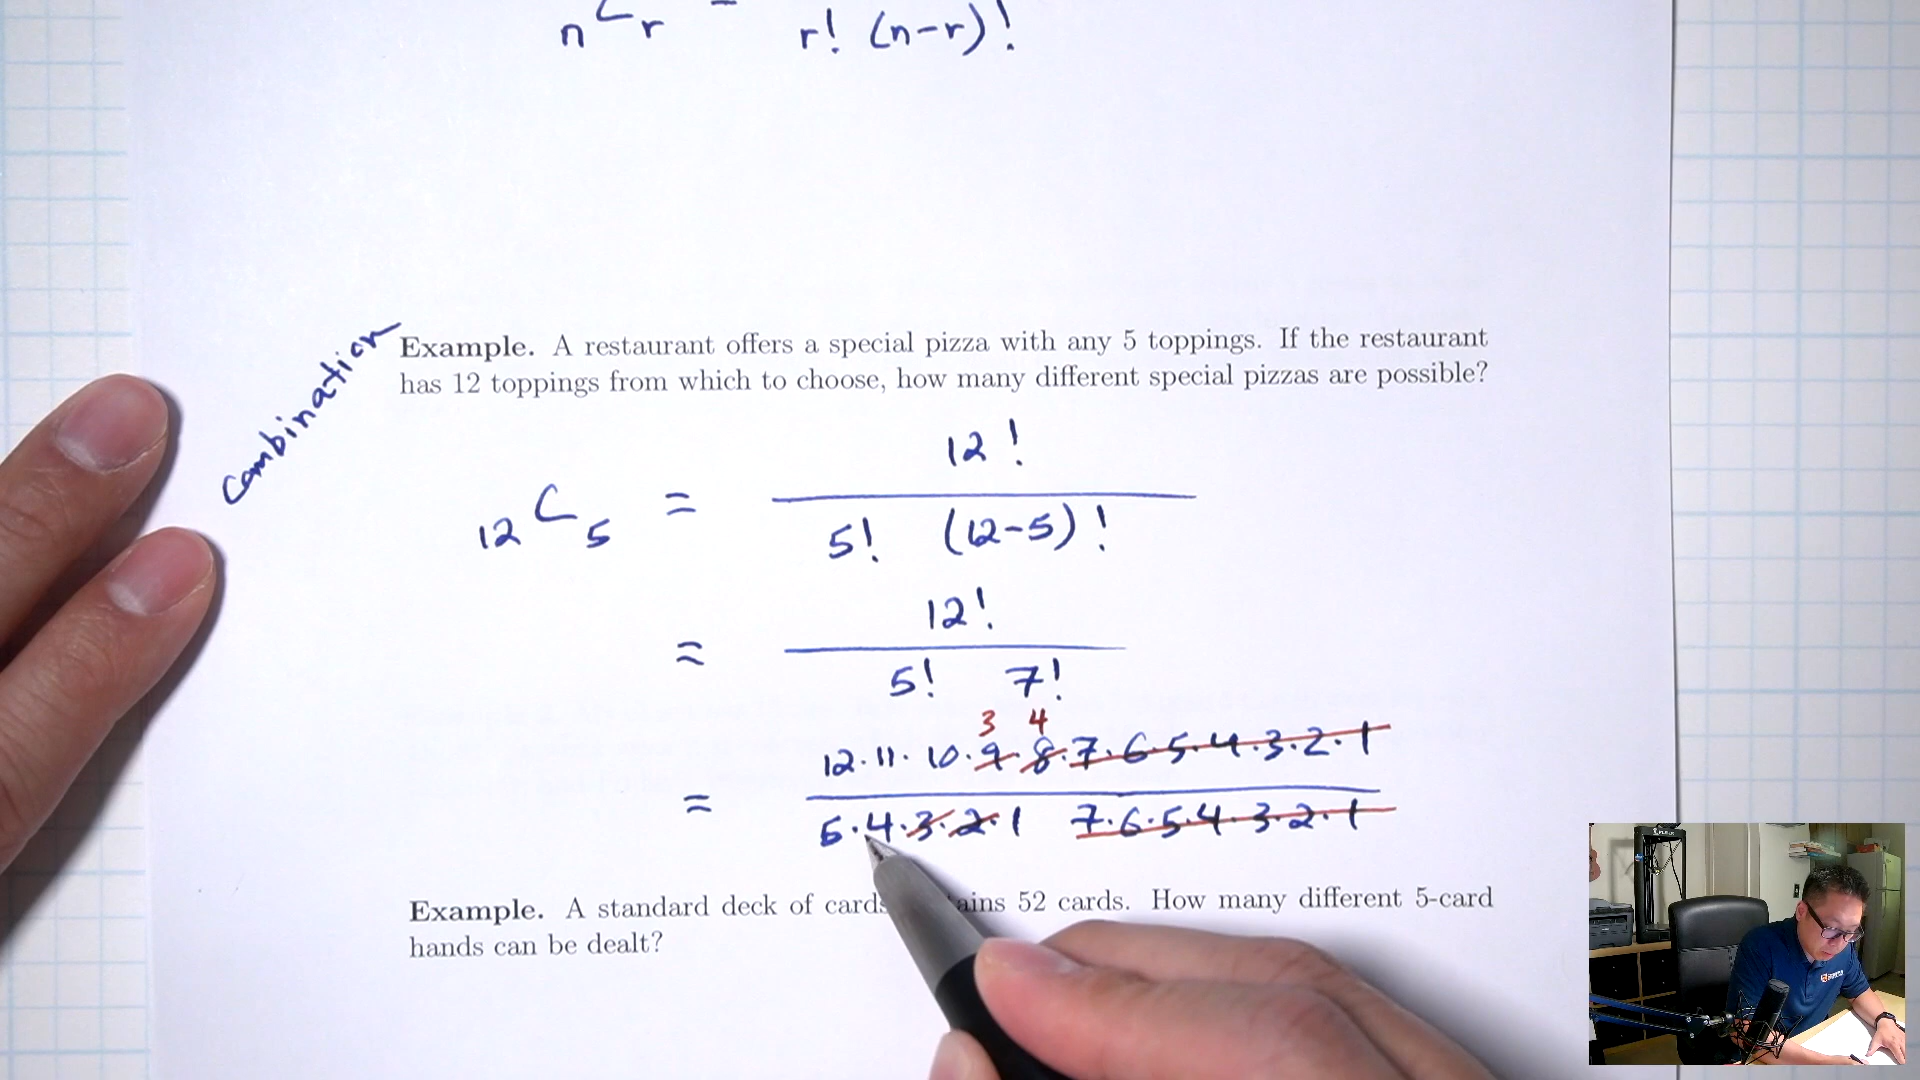 nCr = r! (n-r)!
combination
Example. A restaurant offers a special pizza with any 5 toppings. If the restaurant
has 12 toppings from which to choose, how many different special pizzas are possible?
12 !
12 C 5 =
5! (12-5)!
12!
=
5! 7!
3 4
12·11·10·9·8·7·6·5·4·3·2·1
=
5·4·3·2·1 7·6·5·4·3·2·1
Example. A standard deck of cards ains 52 cards. How many different 5-card
hands can be dealt?